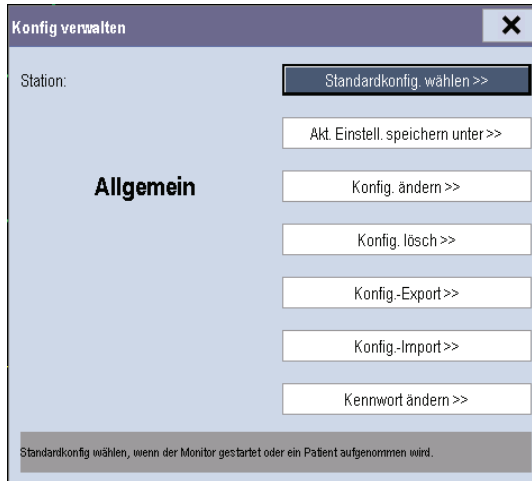 Konfig verwalten
Station:
Standardkonfig. wählen >>
Akt. Einstell. speichern unter >>
Allgemein
Konfig. ändern >>
Konfig. lösch >>
Konfig.-Export >>
Konfig.-Import >>
Kennwort ändern >>
Standardkonfig wählen, wenn der Monitor gestartet oder ein Patient aufgenommen wird.